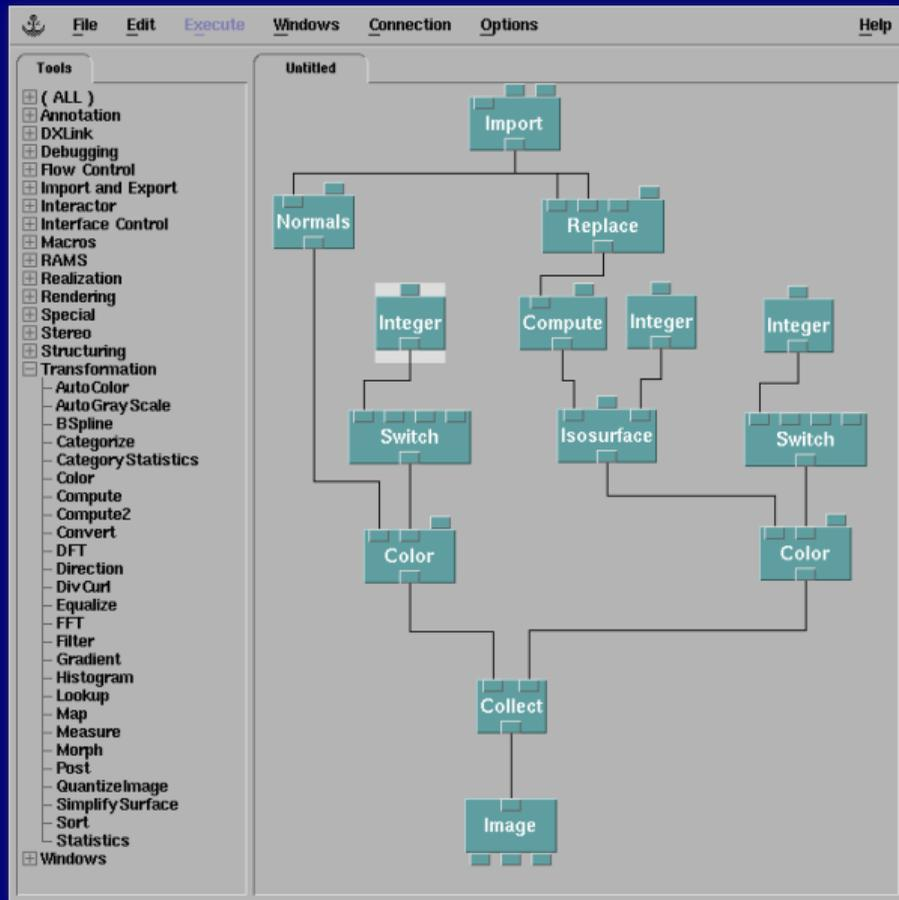 File Edit Execute Windows Connection Options Help
Tools
( ALL )
Annotation
DXLink
Debugging
Flow Control
Import and Export
Interactor
Interface Control
Macros
RAMS
Realization
Rendering
Special
Stereo
Structuring
Transformation
AutoColor
AutoGrayScale
BSpline
Categorize
CategoryStatistics
Color
Compute
Compute2
Convert
DFT
Direction
DivCurl
Equalize
FFT
Filter
Gradient
Histogram
Lookup
Map
Measure
Morph
Post
QuantizeImage
SimplifySurface
Sort
Statistics
Windows
Untitled
Import
Normals Replace
Integer Compute Integer Integer
Switch Isosurface Switch
Color Color
Collect
Image